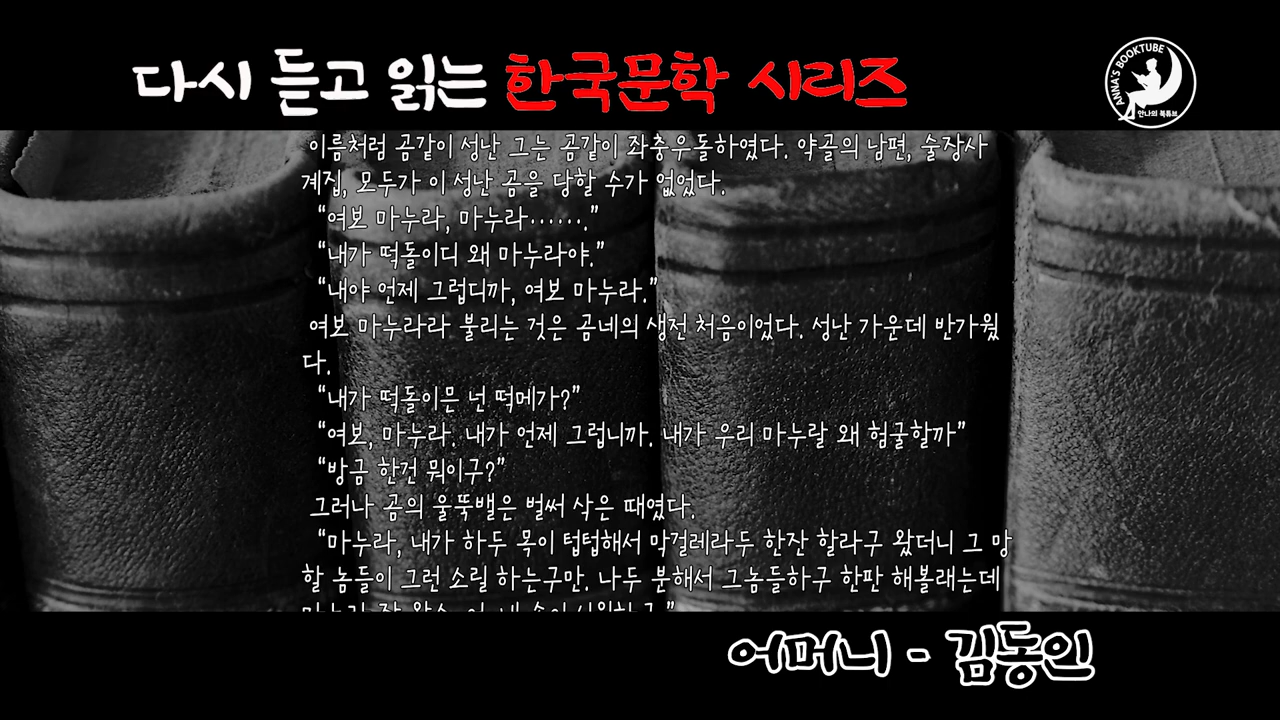 다시 듣고 읽는 한국문학 시리즈
ANNA'S BOOKTUBE
안나의 북튜브
이름처럼 곰같이 성난 그는 곰같이 좌충우돌하였다. 약골의 남편, 술장사
계집, 모두가 이 성난 곰을 당할 수가 없었다.
“여보 마누라, 마누라…….”
“내가 떡돌이디 왜 마누라야.”
“내야 언제 그럽디까, 여보 마누라.”
여보 마누라라 불리는 것은 곰네의 생전 처음이었다. 성난 가운데 반가웠
다.
“내가 떡돌이믄 넌 떡메가?”
“여보, 마누라. 내가 언제 그럽니까. 내가 우리 마누랄 왜 험굴할까”
“방금 한건 뭐이구?”
그러나 곰의 울뚝밸은 벌써 삭은 때였다.
“마누라, 내가 하두 목이 텁텁해서 막걸레라두 한잔 할라구 왔더니 그 망
할 놈들이 그런 소릴 하는구만. 나두 분해서 그놈들하구 한판 해볼래는데
어머니 - 김동인